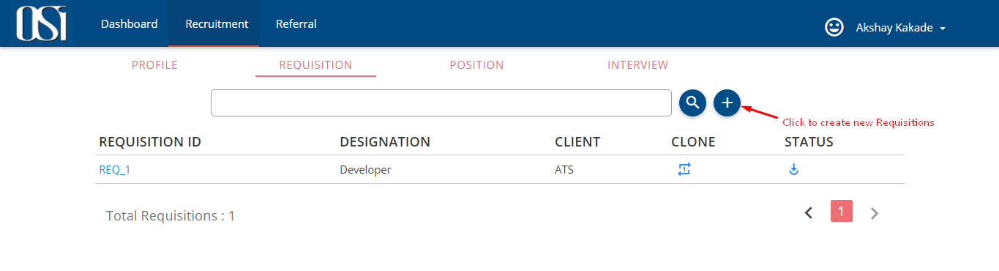 OSi Dashboard Recruitment Referral Akshay Kakade
PROFILE REQUISITION POSITION INTERVIEW
Click to create new Requisitions
REQUISITION ID DESIGNATION CLIENT CLONE STATUS
REQ_1 Developer ATS 1
Total Requisitions : 1 1